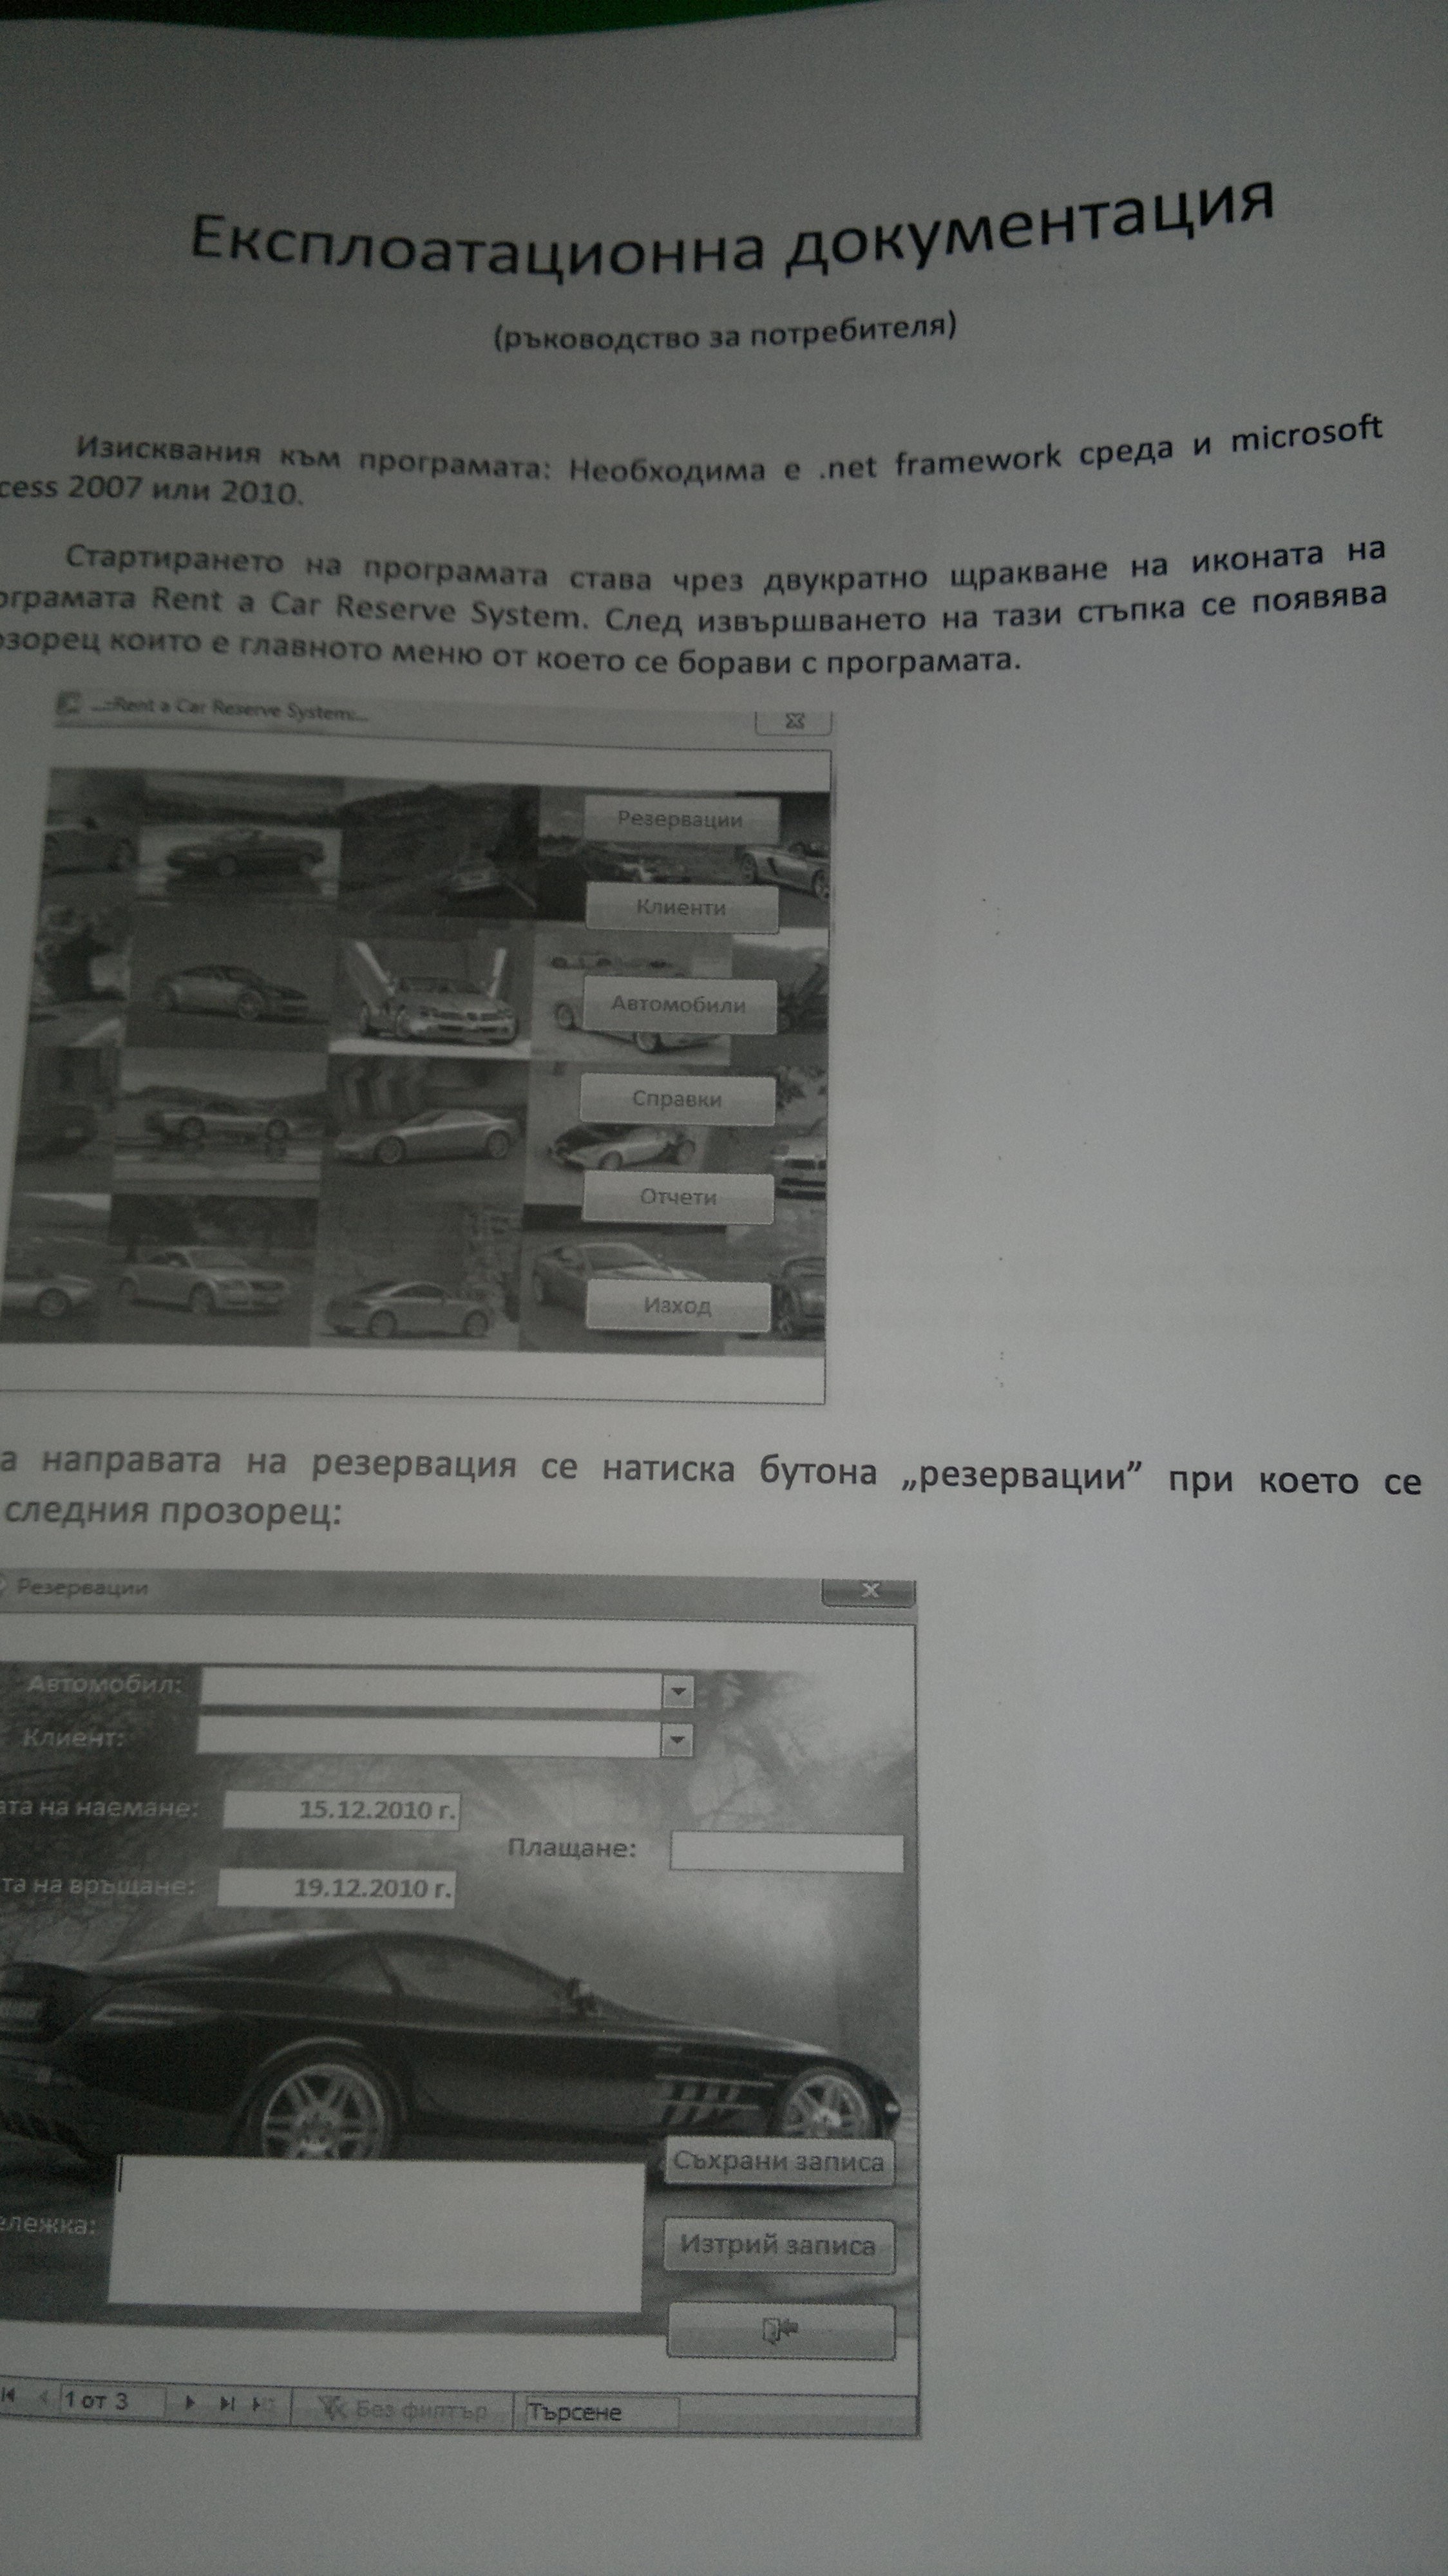 Експлоатационна документация
(ръководство за потребителя)
Изисквания към програмата: Необходима е .net framework среда и microsoft
cess 2007 или 2010.
Стартирането на програмата става чрез двукратно щракване на иконата на
ограмата Rent a Car Reserve System. След извършването на тази стъпка се появява
озорец който е главното меню от което се борави с програмата.
..::Rent a Car Reserve System::..
Резервации
Клиенти
Автомобили
Справки
Отчети
Изход
а направата на резервация се натиска бутона „резервации” при което се
следния прозорец:
Резервации
Автомобил:
Клиент:
ата на наемане: 15.12.2010 г.
Плащане:
та на връщане: 19.12.2010 г.
Съхрани записа
ележка:
Изтрий записа
1 от 3 Без филтър Търсене